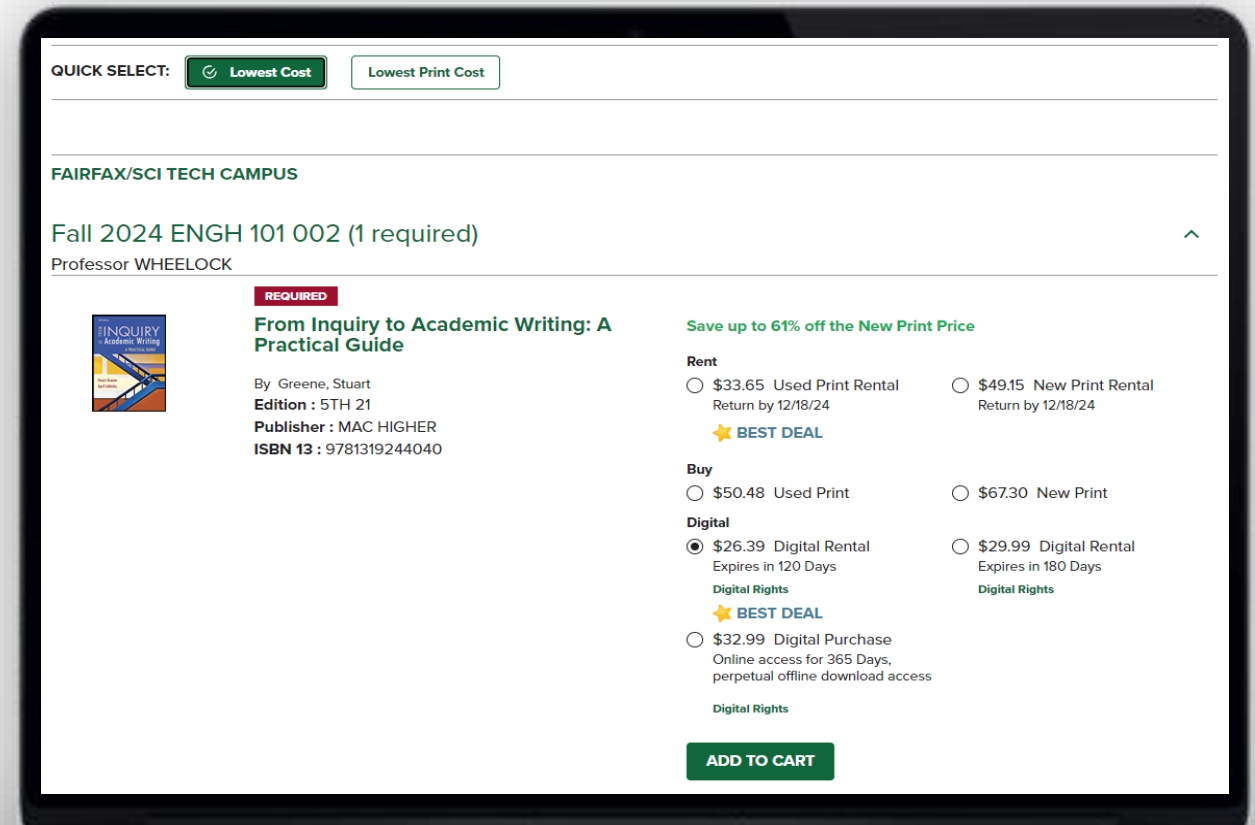 QUICK SELECT:
Lowest Cost
Lowest Print Cost
FAIRFAX/SCI TECH CAMPUS
Fall 2024 ENGH 101 002 (1 required)
Professor WHEELOCK
REQUIRED
From Inquiry to Academic Writing: A
Practical Guide
By Greene, Stuart
Edition : 5TH 21
Publisher : MAC HIGHER
ISBN 13 : 9781319244040
INQUIRY
to Academic Writing
A PRACTICAL GUIDE
Save up to 61% off the New Print Price
Rent
$33.65 Used Print Rental
Return by 12/18/24
BEST DEAL
$49.15 New Print Rental
Return by 12/18/24
Buy
$50.48 Used Print
$67.30 New Print
Digital
$26.39 Digital Rental
Expires in 120 Days
Digital Rights
BEST DEAL
$29.99 Digital Rental
Expires in 180 Days
Digital Rights
$32.99 Digital Purchase
Online access for 365 Days,
perpetual offline download access
Digital Rights
ADD TO CART